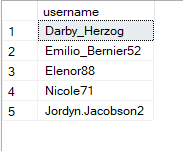 username
1 Darby_Herzog
2 Emilio_Bernier52
3 Elenor88
4 Nicole71
5 Jordyn.Jacobson2